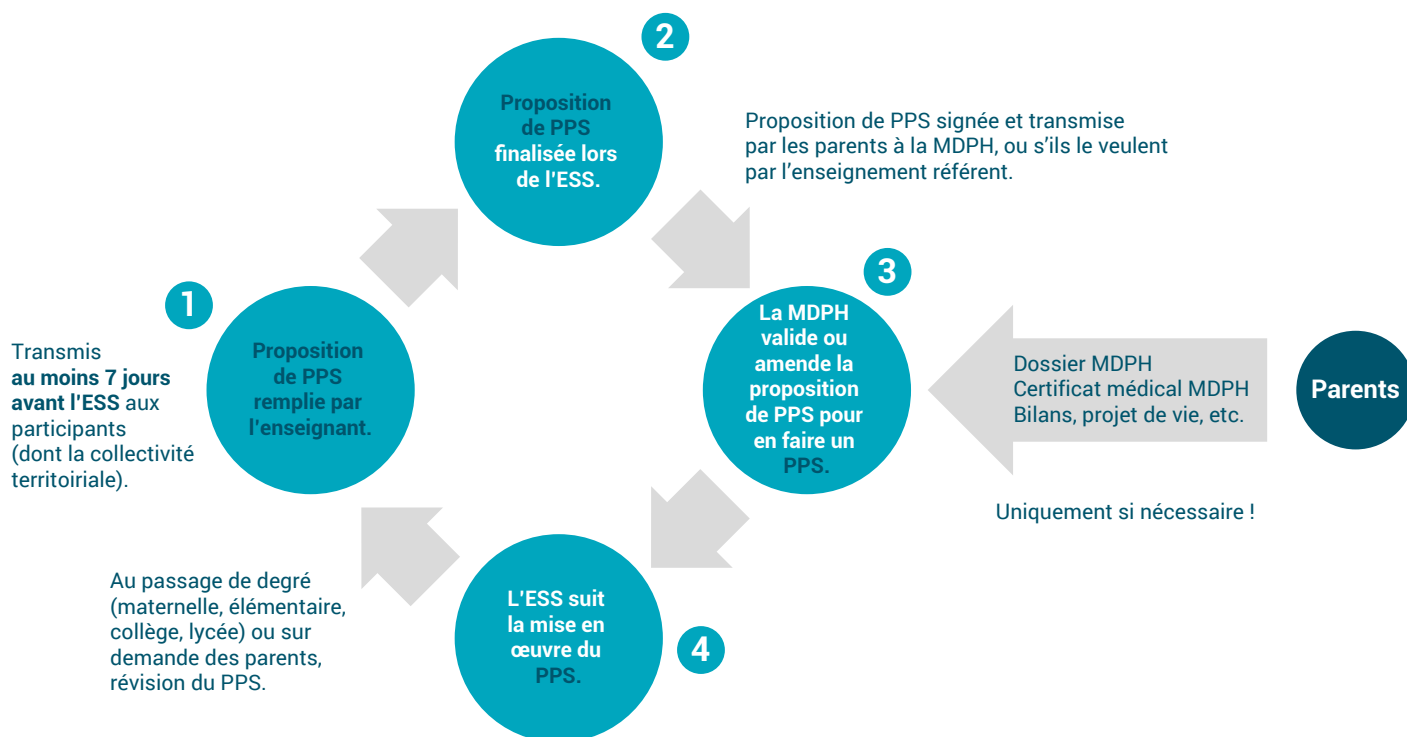 1
Proposition
de PPS
remplie par
l'enseignant.
Transmis
au moins 7 jours
avant l'ESS aux
participants
(dont la collectivité
territoiriale).
2
Proposition
de PPS
finalisée lors
de l'ESS.
Proposition de PPS signée et transmise
par les parents à la MDPH, ou s'ils le veulent
par l'enseignement référent.
3
La MDPH
valide ou
amende la
proposition
de PPS pour
en faire un
PPS.
Dossier MDPH
Certificat médical MDPH
Bilans, projet de vie, etc.
Parents
Uniquement si nécessaire !
4
L'ESS suit
la mise en
œuvre du
PPS.
Au passage de degré
(maternelle, élémentaire,
collège, lycée) ou sur
demande des parents,
révision du PPS.